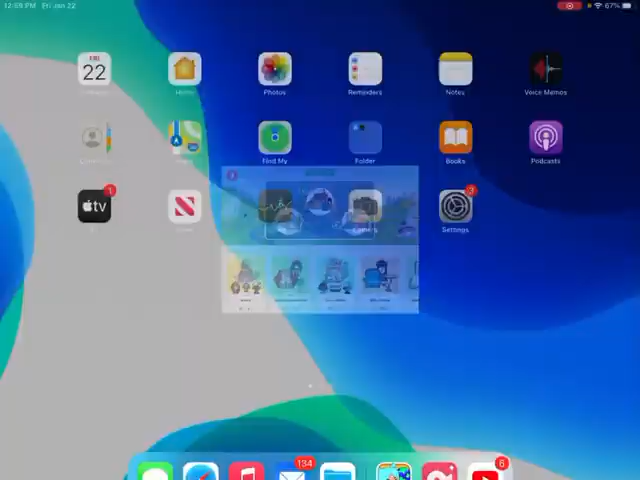 12:59 PM Fri Jan 22
67%
FRI
22
Home
Photos
Reminders
Notes
Voice Memos
Find My
Folder
Books
Podcasts
1
tv
3
Settings
134
6